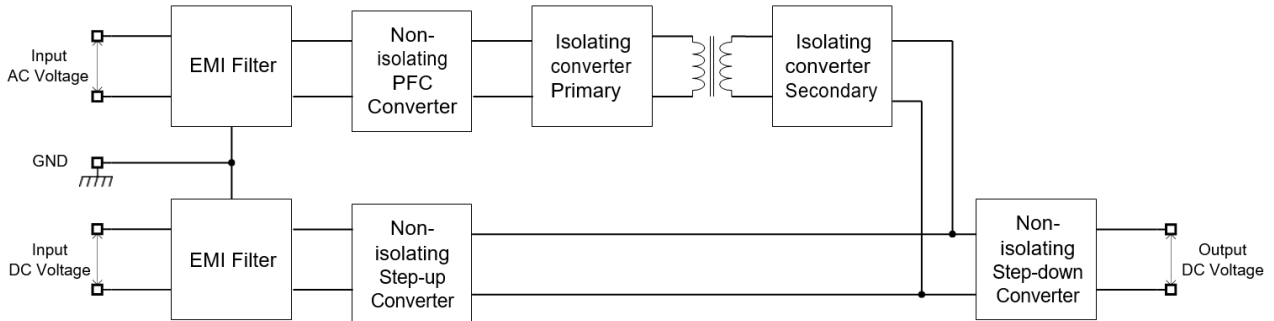 Input
AC Voltage
EMI Filter
Non-
isolating
PFC
Converter
Isolating
converter
Primary
Isolating
converter
Secondary
GND
Input
DC Voltage
EMI Filter
Non-
isolating
Step-up
Converter
Non-
isolating
Step-down
Converter
Output
DC Voltage